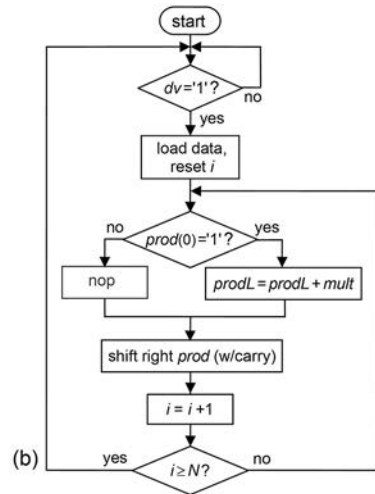 start
dv='1'?
no
yes
load data,
reset i
no
prod(0)='1'?
yes
nop
prodL=prodL+mult
shift right prod (w/carry)
i = i+1
(b)
yes
i≥N?
no